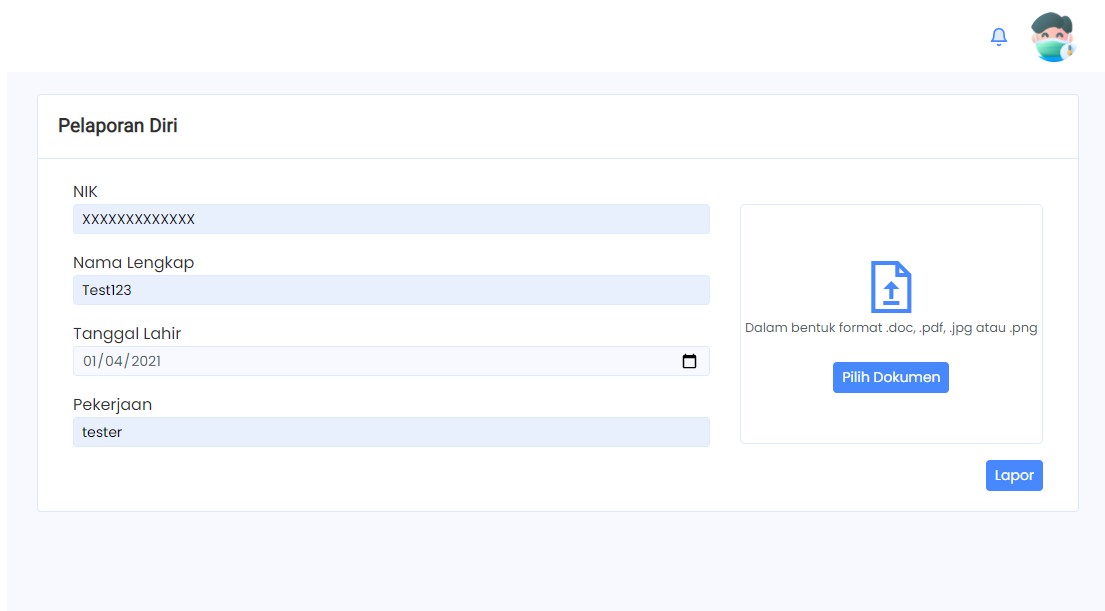 Pelaporan Diri
NIK
XXXXXXXXXXXXX
Nama Lengkap
Test123
Tanggal Lahir
01/04/2021
Pekerjaan
tester
Dalam bentuk format .doc, .pdf, .jpg atau .png
Pilih Dokumen
Lapor